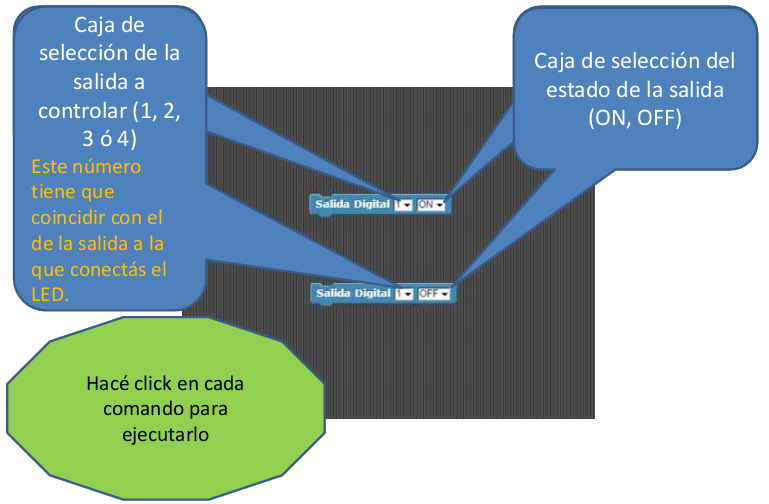 Caja de
selección de la
salida a
controlar (1, 2,
3 ó 4)
Este número
tiene que
coincidir con el
de la salida a la
que conectás el
LED.
Caja de selección del
estado de la salida
(ON, OFF)
Salida Digital 1 ON
Salida Digital 1 OFF
Hacé click en cada
comando para
ejecutarlo